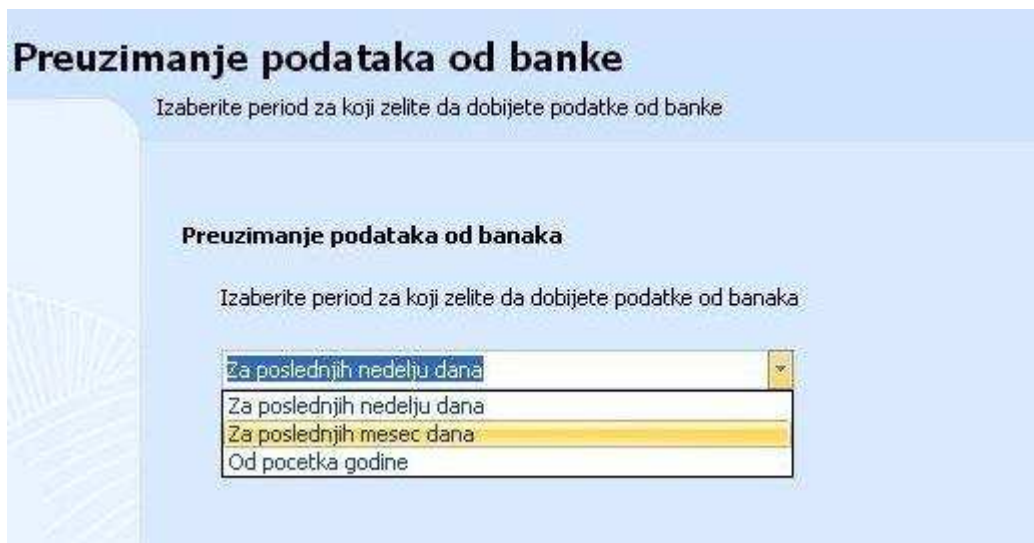 Preuzimanje podataka od banke
Izaberite period za koji zelite da dobijete podatke od banke
Preuzimanje podataka od banaka
Izaberite period za koji zelite da dobijete podatke od banaka
Za poslednjih nedelju dana
Za poslednjih nedelju dana
Za poslednjih mesec dana
Od pocetka godine